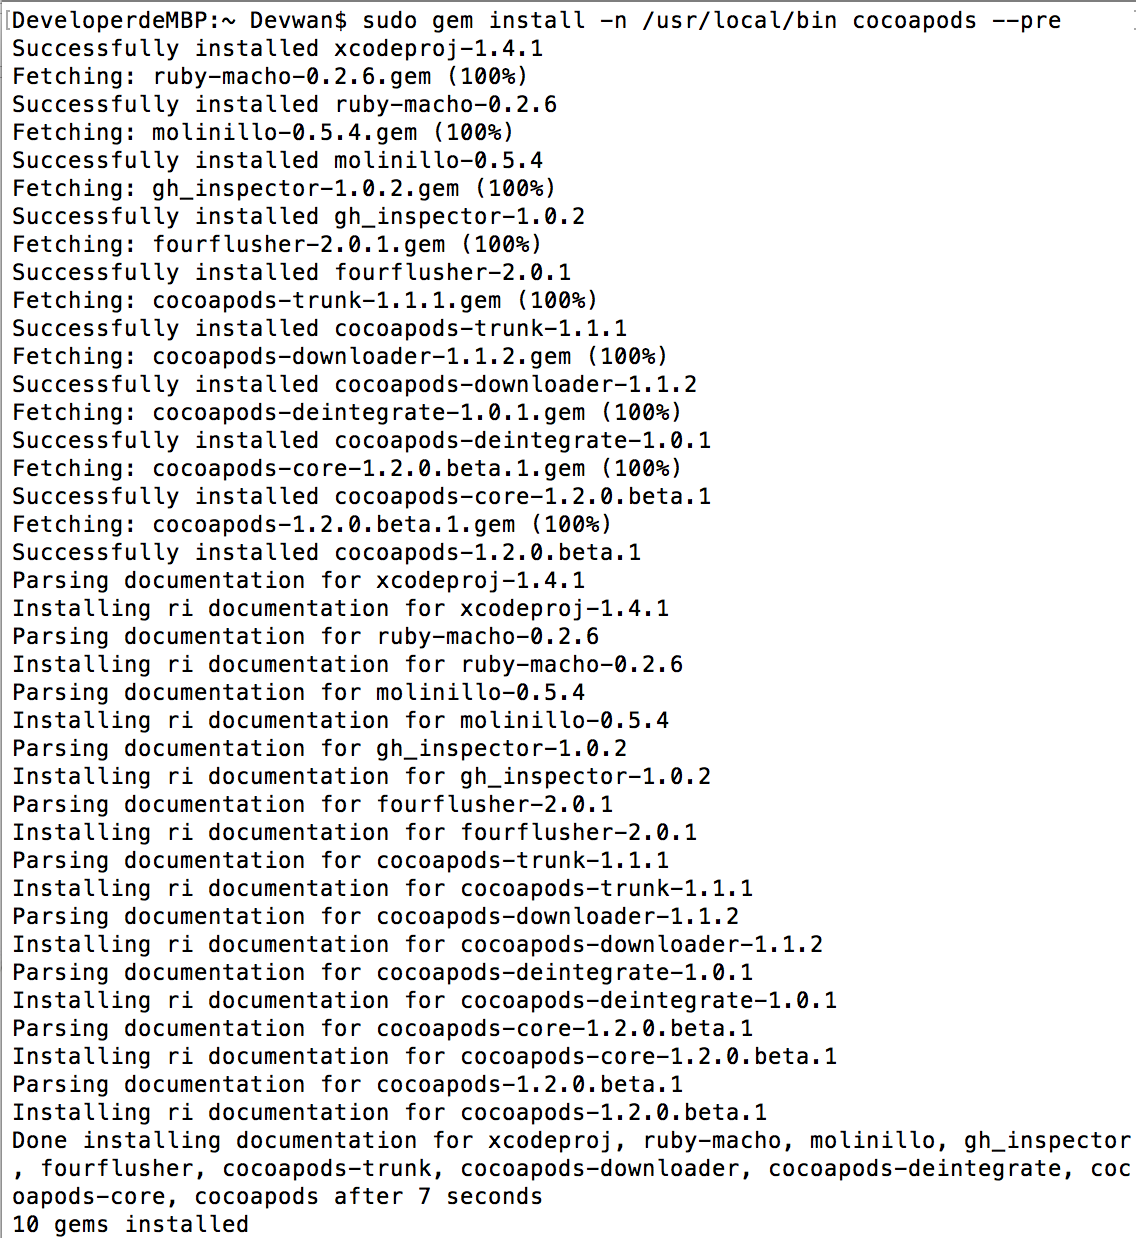 [DeveloperdeMBP:~ Devwan$ sudo gem install -n /usr/local/bin cocoapods --pre
Successfully installed xcodeproj-1.4.1
Fetching: ruby-macho-0.2.6.gem (100%)
Successfully installed ruby-macho-0.2.6
Fetching: molinillo-0.5.4.gem (100%)
Successfully installed molinillo-0.5.4
Fetching: gh_inspector-1.0.2.gem (100%)
Successfully installed gh_inspector-1.0.2
Fetching: fourflusher-2.0.1.gem (100%)
Successfully installed fourflusher-2.0.1
Fetching: cocoapods-trunk-1.1.1.gem (100%)
Successfully installed cocoapods-trunk-1.1.1
Fetching: cocoapods-downloader-1.1.2.gem (100%)
Successfully installed cocoapods-downloader-1.1.2
Fetching: cocoapods-deintegrate-1.0.1.gem (100%)
Successfully installed cocoapods-deintegrate-1.0.1
Fetching: cocoapods-core-1.2.0.beta.1.gem (100%)
Successfully installed cocoapods-core-1.2.0.beta.1
Fetching: cocoapods-1.2.0.beta.1.gem (100%)
Successfully installed cocoapods-1.2.0.beta.1
Parsing documentation for xcodeproj-1.4.1
Installing ri documentation for xcodeproj-1.4.1
Parsing documentation for ruby-macho-0.2.6
Installing ri documentation for ruby-macho-0.2.6
Parsing documentation for molinillo-0.5.4
Installing ri documentation for molinillo-0.5.4
Parsing documentation for gh_inspector-1.0.2
Installing ri documentation for gh_inspector-1.0.2
Parsing documentation for fourflusher-2.0.1
Installing ri documentation for fourflusher-2.0.1
Parsing documentation for cocoapods-trunk-1.1.1
Installing ri documentation for cocoapods-trunk-1.1.1
Parsing documentation for cocoapods-downloader-1.1.2
Installing ri documentation for cocoapods-downloader-1.1.2
Parsing documentation for cocoapods-deintegrate-1.0.1
Installing ri documentation for cocoapods-deintegrate-1.0.1
Parsing documentation for cocoapods-core-1.2.0.beta.1
Installing ri documentation for cocoapods-core-1.2.0.beta.1
Parsing documentation for cocoapods-1.2.0.beta.1
Installing ri documentation for cocoapods-1.2.0.beta.1
Done installing documentation for xcodeproj, ruby-macho, molinillo, gh_inspector
, fourflusher, cocoapods-trunk, cocoapods-downloader, cocoapods-deintegrate, coc
oapods-core, cocoapods after 7 seconds
10 gems installed